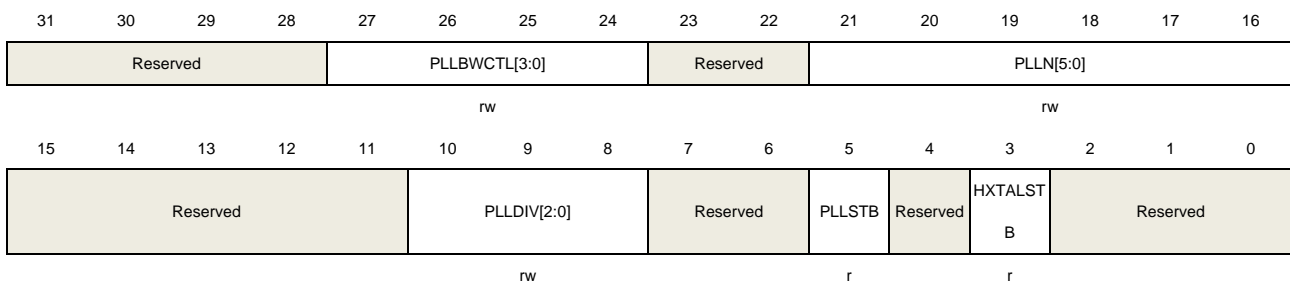 31 30 29 28 27 26 25 24 23 22 21 20 19 18 17 16
Reserved PLLBWCTL[3:0] Reserved PLLN[5:0]
rw rw
15 14 13 12 11 10 9 8 7 6 5 4 3 2 1 0
Reserved PLLDIV[2:0] Reserved PLLSTB Reserved HXTALST
B Reserved
rw r r